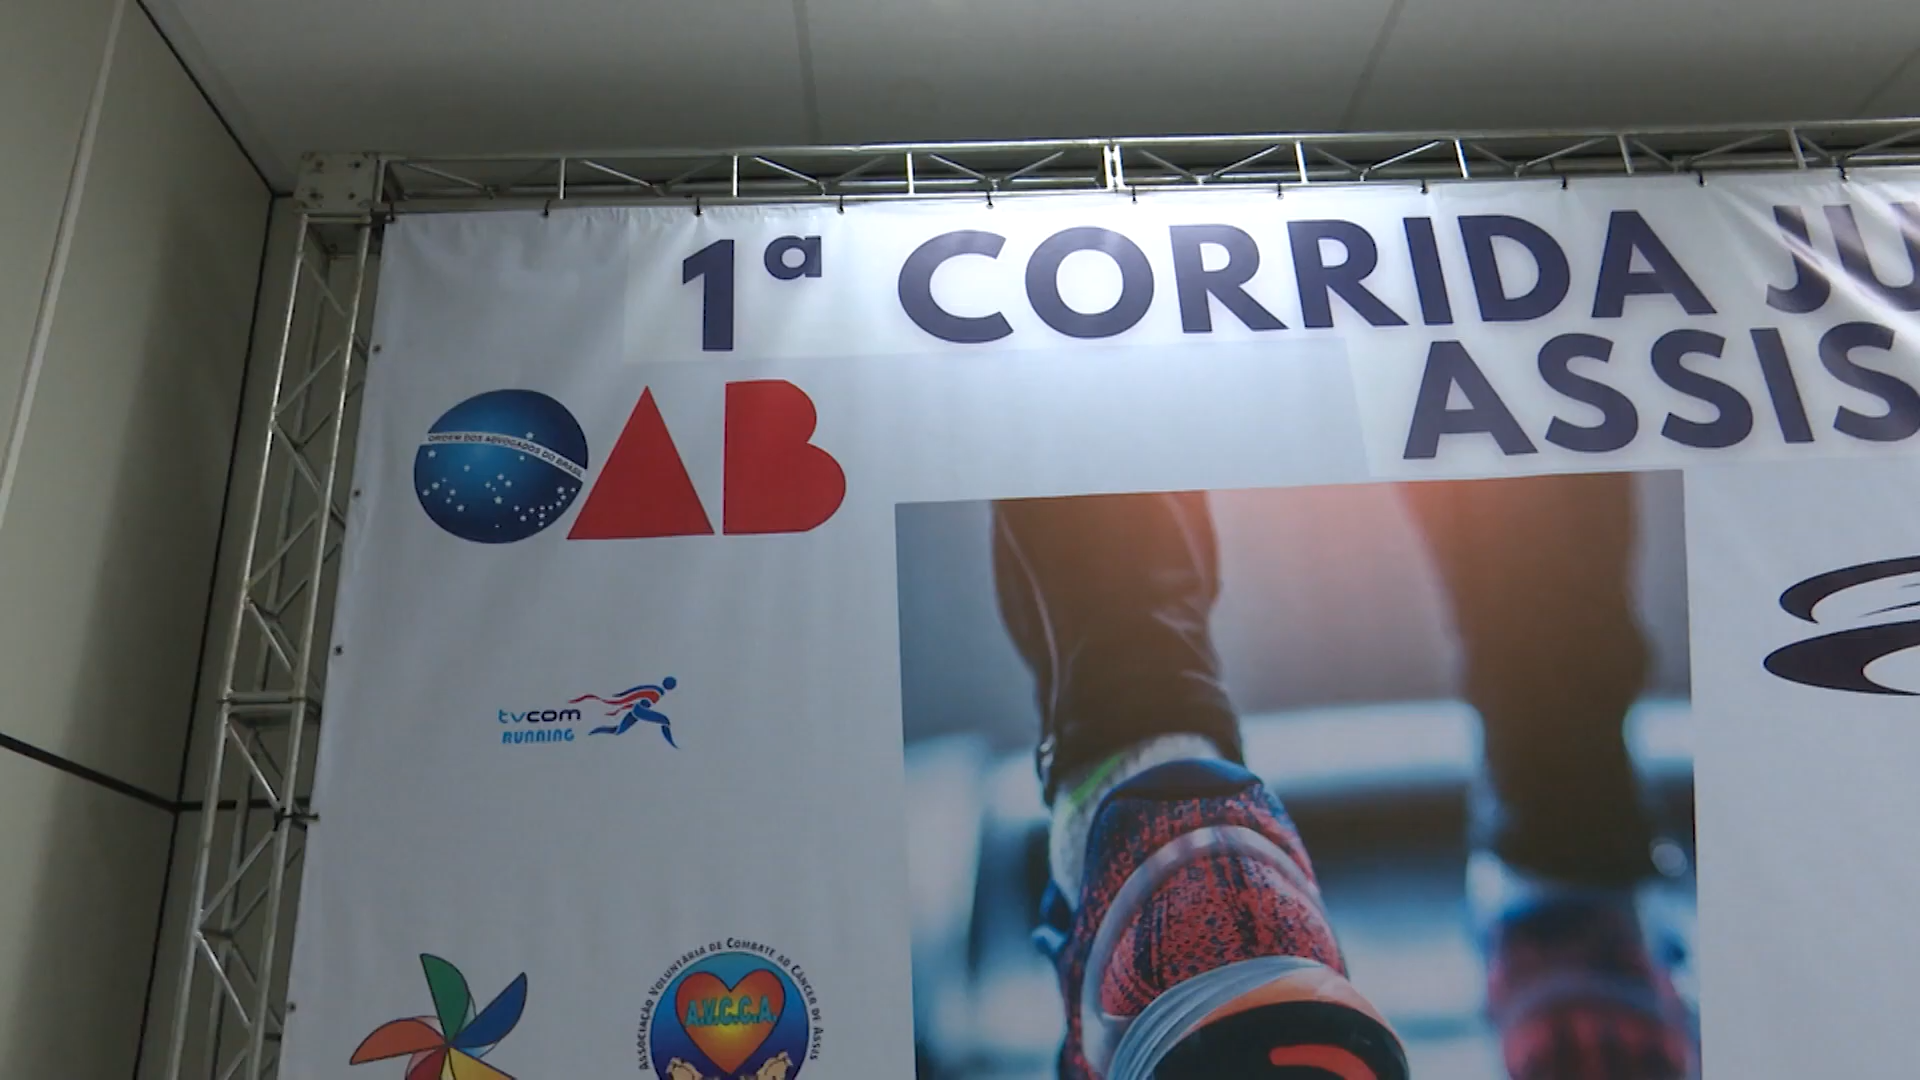 1ª CORRIDA JU
ASSIS
OAB
ORDEM DOS ADVOGADOS DO BRASIL
tvcom
RUNNING
ASSOCIAÇÃO VOLUNTÁRIA DE COMBATE AO CÂNCER DE ASSIS
A.V.C.C.A.